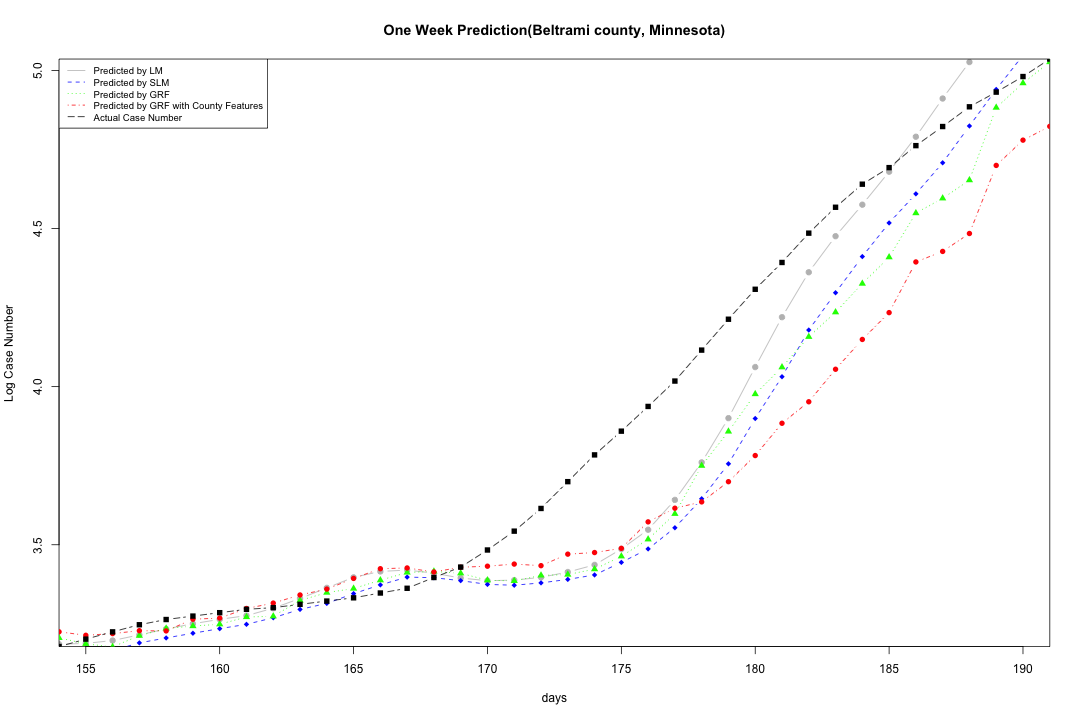 One Week Prediction(Beltrami county, Minnesota)
Predicted by LM
Predicted by SLM
Predicted by GRF
Predicted by GRF with County Features
Actual Case Number
5.0
4.5
4.0
3.5
Log Case Number
155 160 165 170 175 180 185 190
days